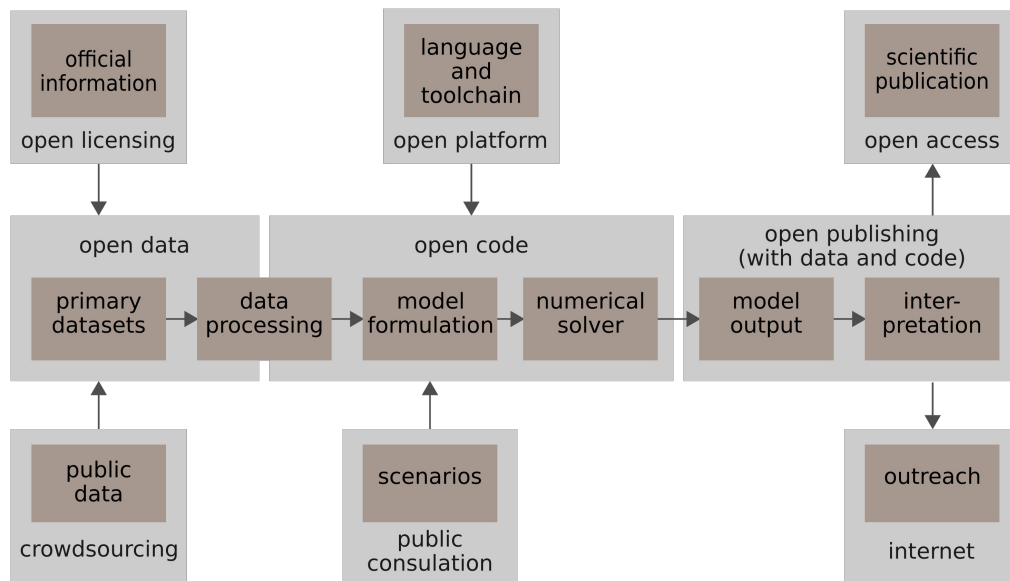 official
information
open licensing
language
and
toolchain
open platform
scientific
publication
open access
open data
primary
datasets
data
processing
open code
model
formulation
numerical
solver
open publishing
(with data and code)
model
output
inter-
pretation
public
data
crowdsourcing
scenarios
public
consulation
outreach
internet